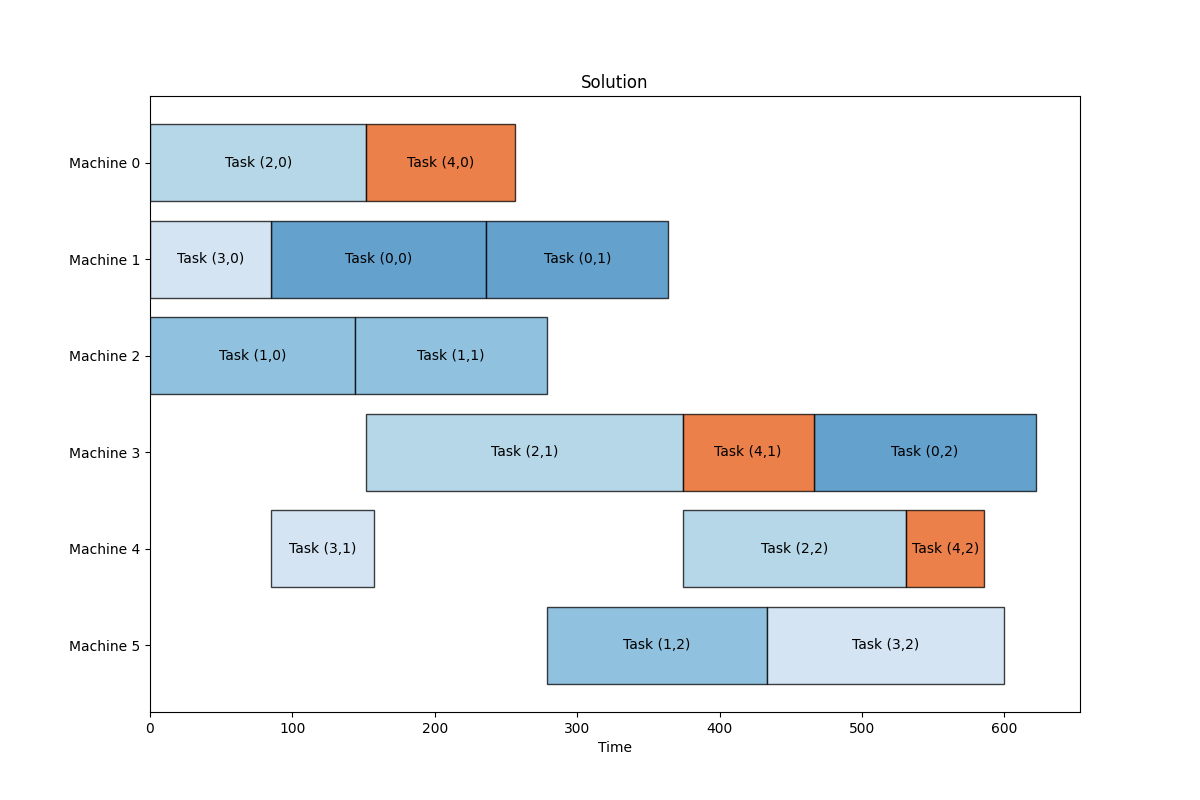 Solution
Machine 0
Task (2,0)
Task (4,0)
Machine 1
Task (3,0)
Task (0,0)
Task (0,1)
Machine 2
Task (1,0)
Task (1,1)
Machine 3
Task (2,1)
Task (4,1)
Task (0,2)
Machine 4
Task (3,1)
Task (2,2)
Task (4,2)
Machine 5
Task (1,2)
Task (3,2)
0 100 200 300 400 500 600
Time